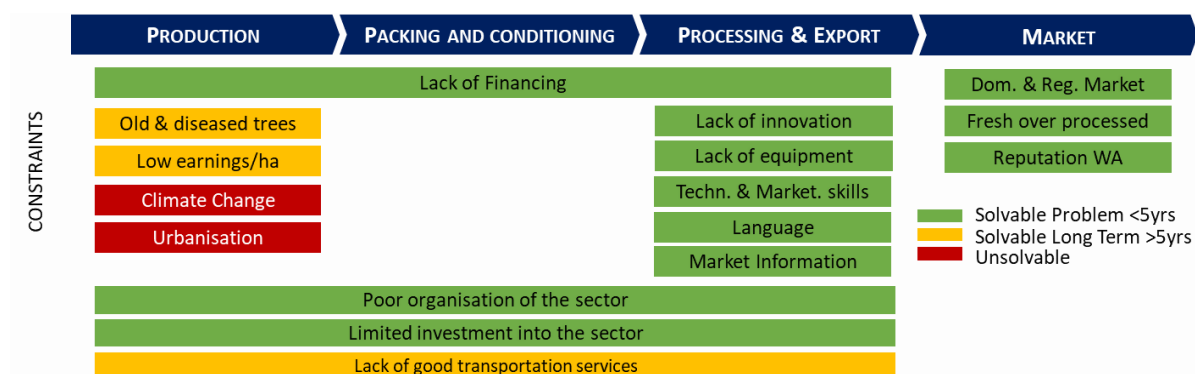 PRODUCTION
PACKING AND CONDITIONING
PROCESSING & EXPORT
MARKET
CONSTRAINTS
Lack of Financing
Old & diseased trees
Low earnings/ha
Climate Change
Urbanisation
Lack of innovation
Lack of equipment
Techn. & Market. skills
Language
Market Information
Dom. & Reg. Market
Fresh over processed
Reputation WA
Solvable Problem <5yrs
Solvable Long Term >5yrs
Unsolvable
Poor organisation of the sector
Limited investment into the sector
Lack of good transportation services